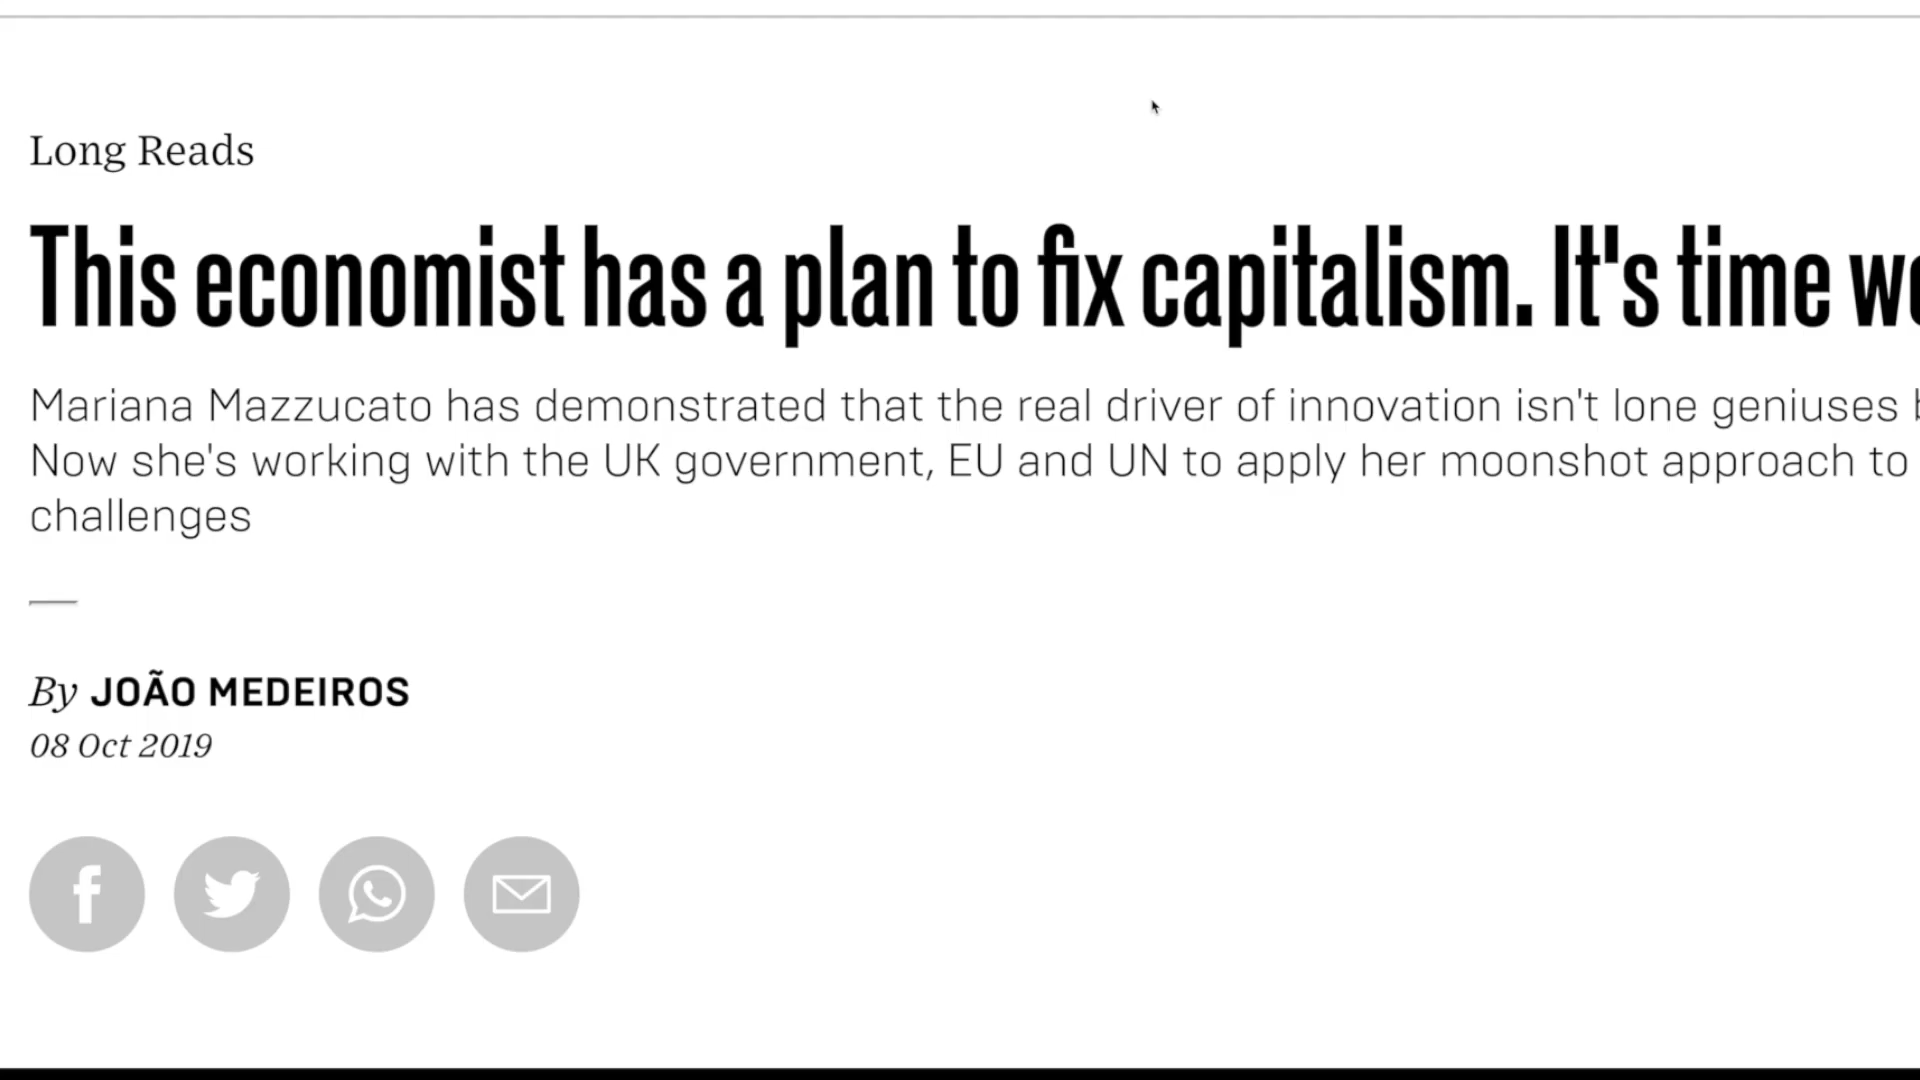 Long Reads
This economist has a plan to fix capitalism. It's time
Mariana Mazzucato has demonstrated that the real driver of innovation isn't lone geniuses
Now she's working with the UK government, EU and UN to apply her moonshot approach to
challenges
By JOÃO MEDEIROS
08 Oct 2019